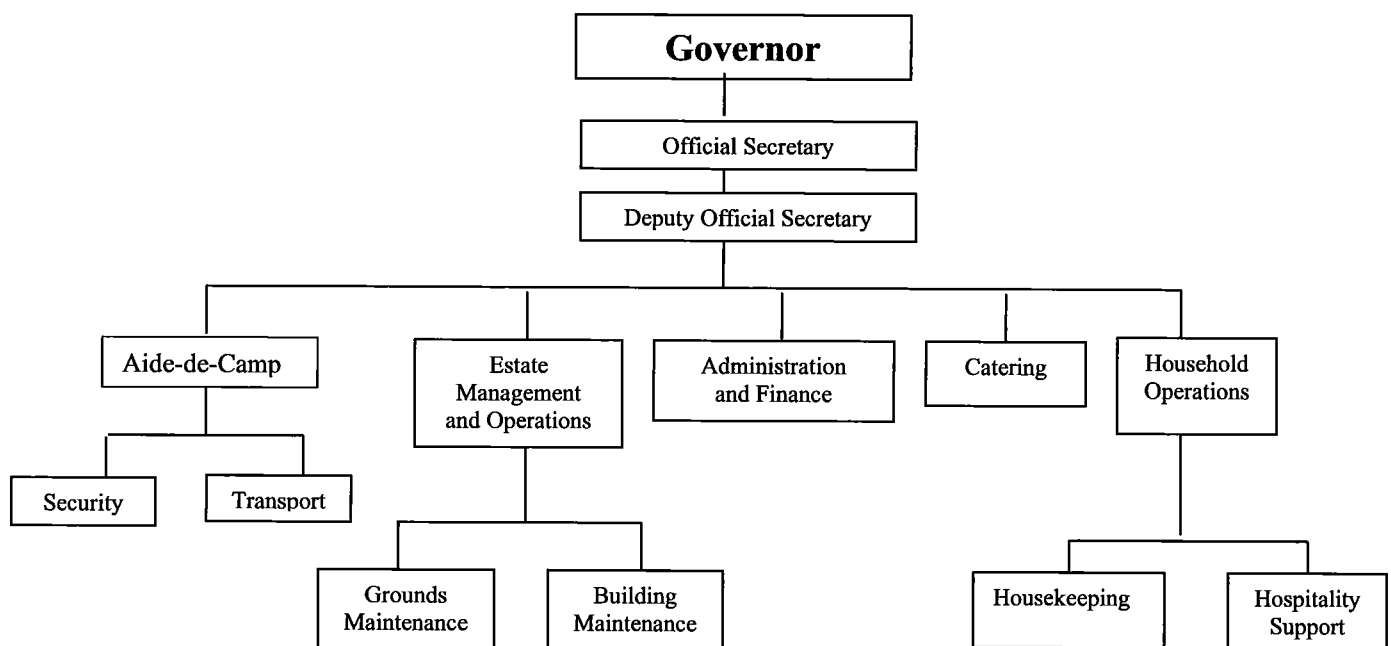 Governor
Official Secretary
Deputy Official Secretary
Aide-de-Camp
Estate
Management
and Operations
Administration
and Finance
Catering
Household
Operations
Security
Transport
Grounds
Maintenance
Building
Maintenance
Housekeeping
Hospitality
Support